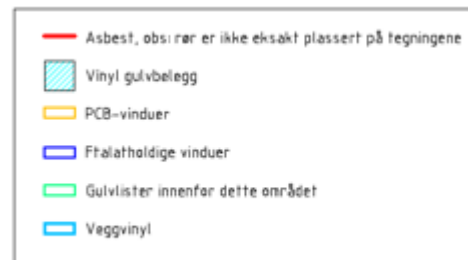 Asbest, obs: rør er ikke eksakt plassert på tegningene
Vinyl gulvbelegg
PCB-vinduer
Ftalatholdige vinduer
Gulvlister innenfor dette området
Veggvinyl